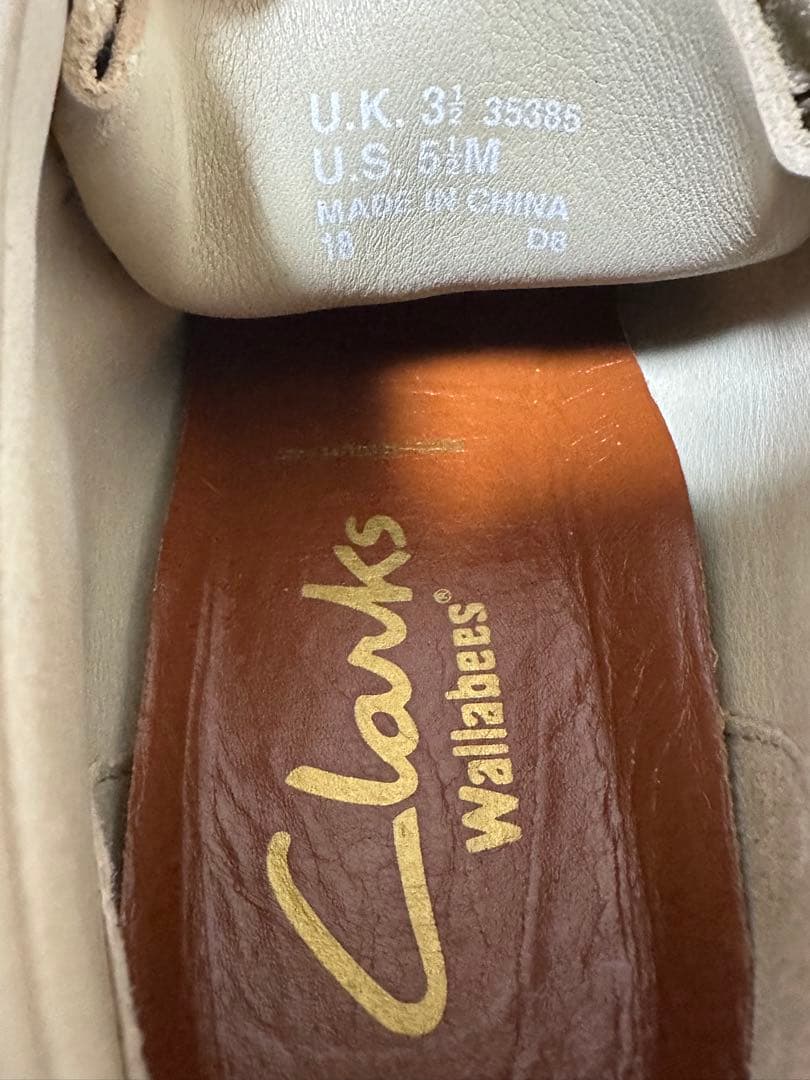 U.K. 3½ 35385
U.S. 5½M
MADE IN CHINA
18 D8
Clarks
Wallabees®